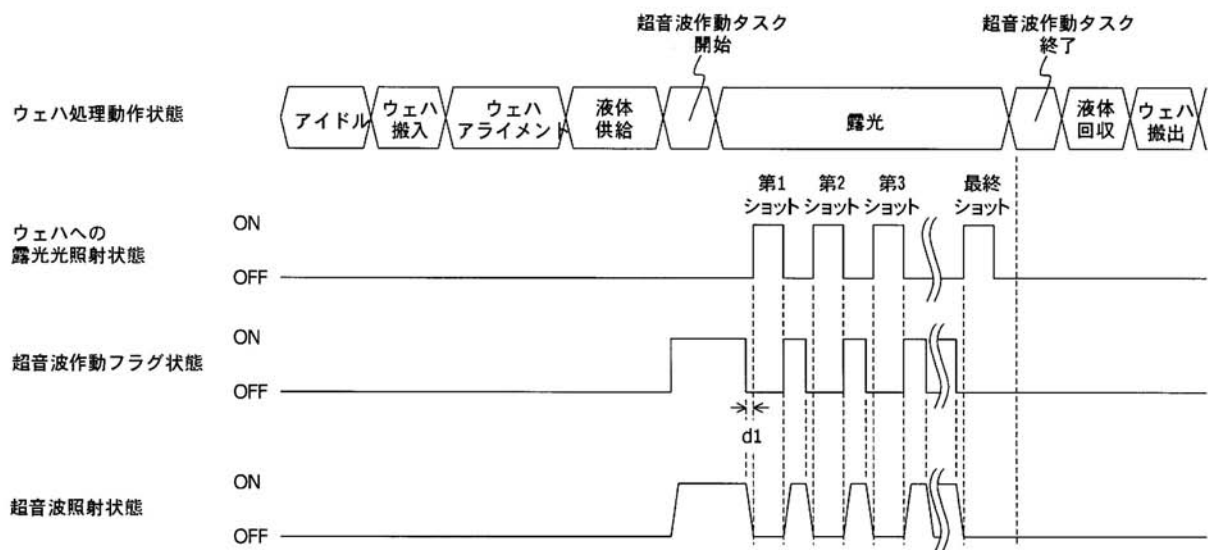 超音波作動タスク
開始
超音波作動タスク
終了
ウェハ処理動作状態
アイドル
ウェハ
搬入
ウェハ
アライメント
液体
供給
露光
液体
回収
ウェハ
搬出
第1
ショット
第2
ショット
第3
ショット
最終
ショット
ウェハへの
露光光照射状態
ON
OFF
超音波作動フラグ状態
ON
OFF
d1
超音波照射状態
ON
OFF